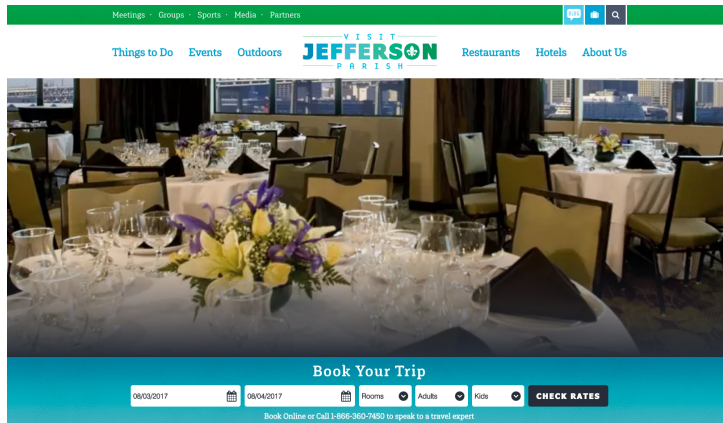 Meetings · Groups · Sports · Media · Partners
Things to Do Events Outdoors
VISIT
JEFFERSON
PARISH
Restaurants Hotels About Us
Book Your Trip
08/03/2017 08/04/2017 Rooms Adults Kids CHECK RATES
Book Online or Call 1-866-360-7450 to speak to a travel expert